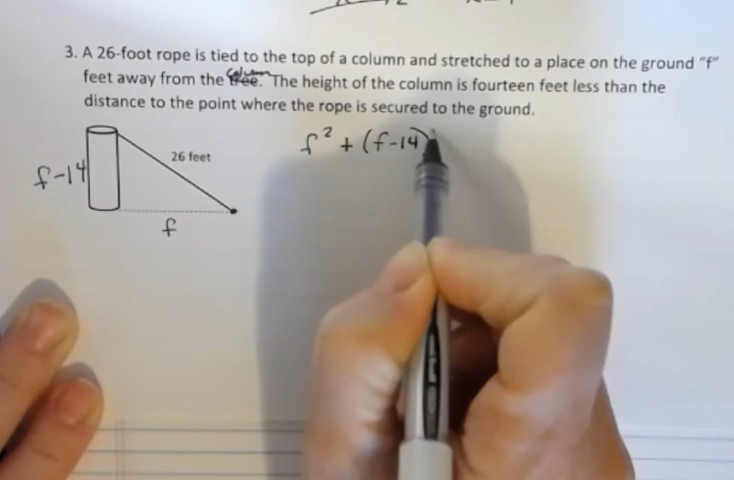 3. A 26-foot rope is tied to the top of a column and stretched to a place on the ground "f"
feet away from the column. The height of the column is fourteen feet less than the
distance to the point where the rope is secured to the ground.
f² + (f-14)
26 feet
f-14
f